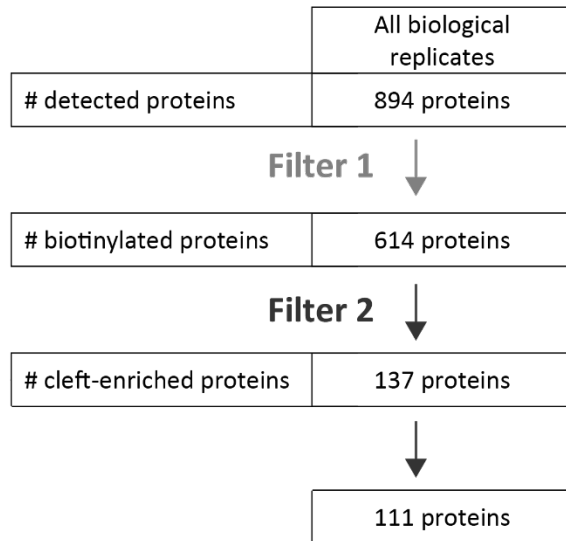 All biological
replicates
# detected proteins 894 proteins
Filter 1
# biotinylated proteins 614 proteins
Filter 2
# cleft-enriched proteins 137 proteins
111 proteins